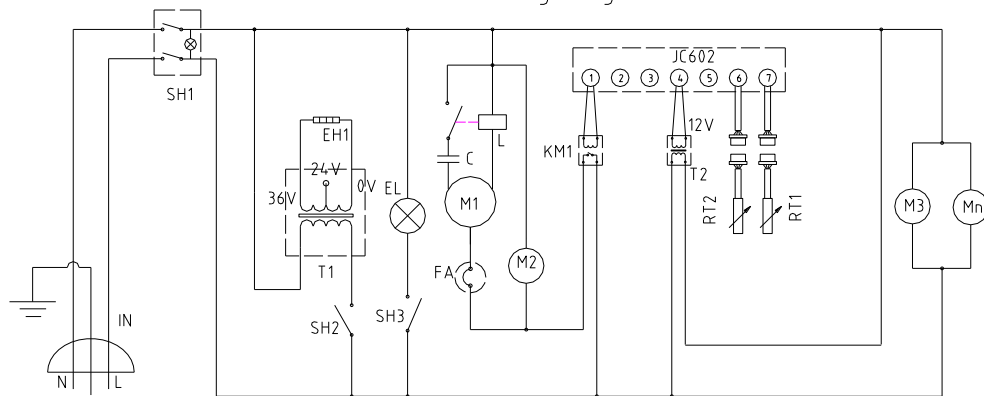 JC602
1 2 3 4 5 6 7
SH1
EH1
L
12V
KM1
C
24V
0V
36V
EL
T2
M1
RT2
RT1
M3
Mn
FA
M2
T1
IN
SH2
SH3
N
L